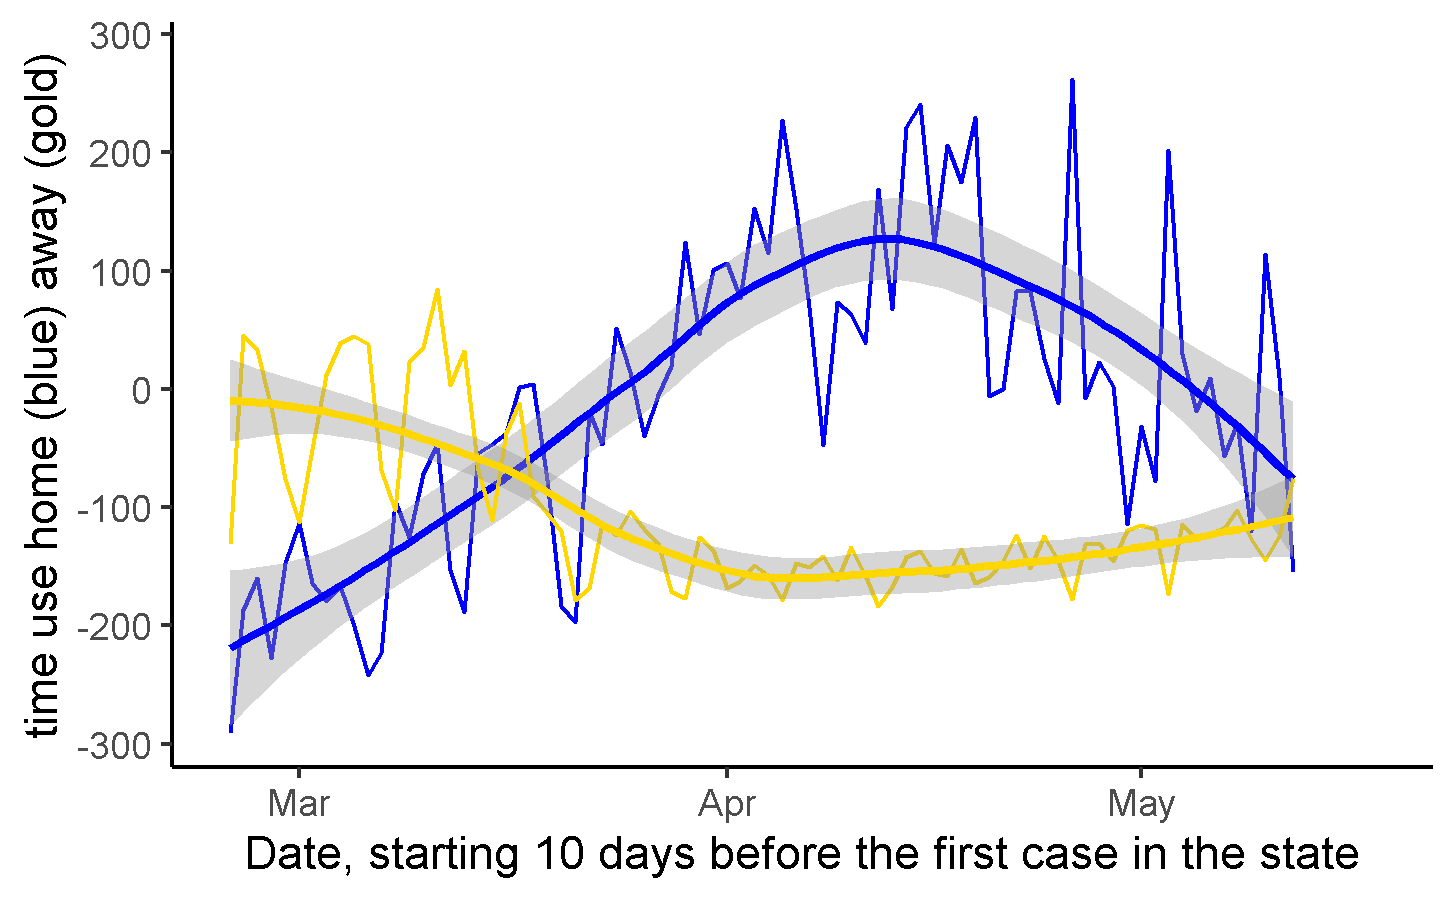 time use home (blue) away (gold)
300
200
100
0
-100
-200
-300
Mar
Apr
May
Date, starting 10 days before the first case in the state